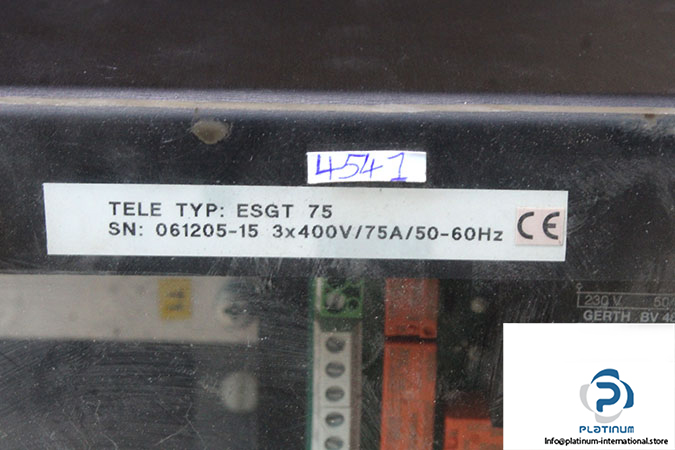 4541
TELE TYP: ESGT 75
SN: 061205-15 3x400V/75A/50-60Hz CE
230 V
GERTH BV
PLATINUM
Info@platinum-international.store